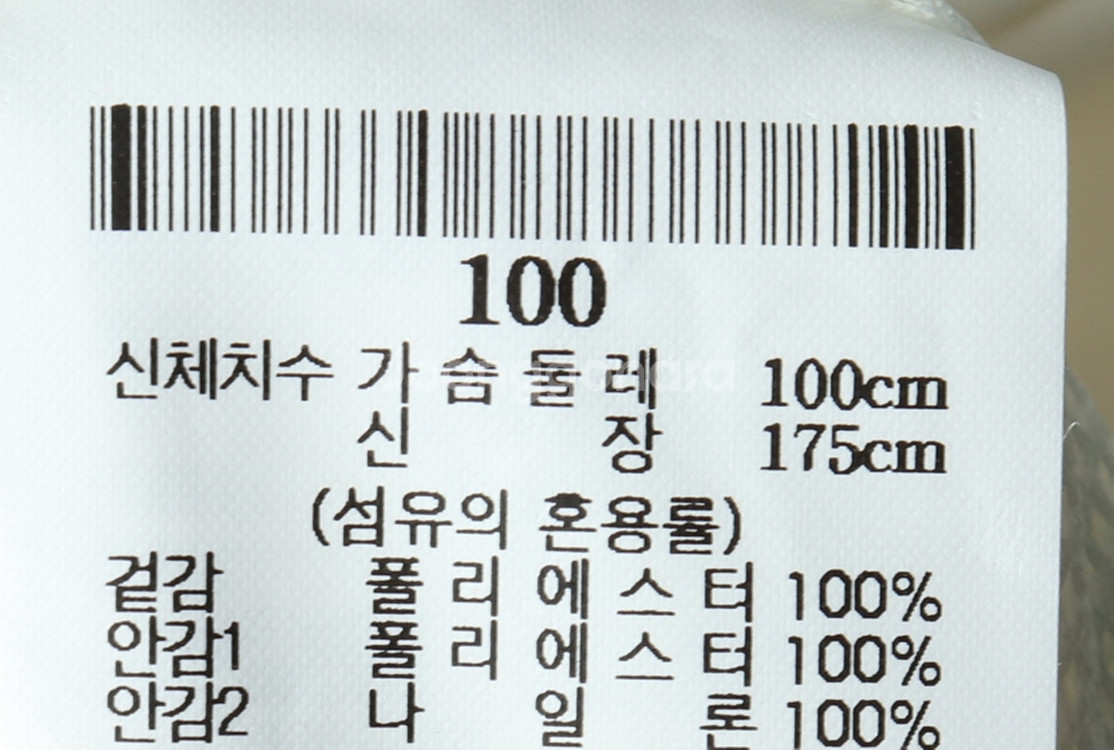 100
신체치수 가 슴 둘 레 100cm
신 장 175cm
(섬유의 혼용률)
겉감 폴 리 에 스 터 100%
안감1 폴 리 에 스 터 100%
안감2 나 일 론 100%